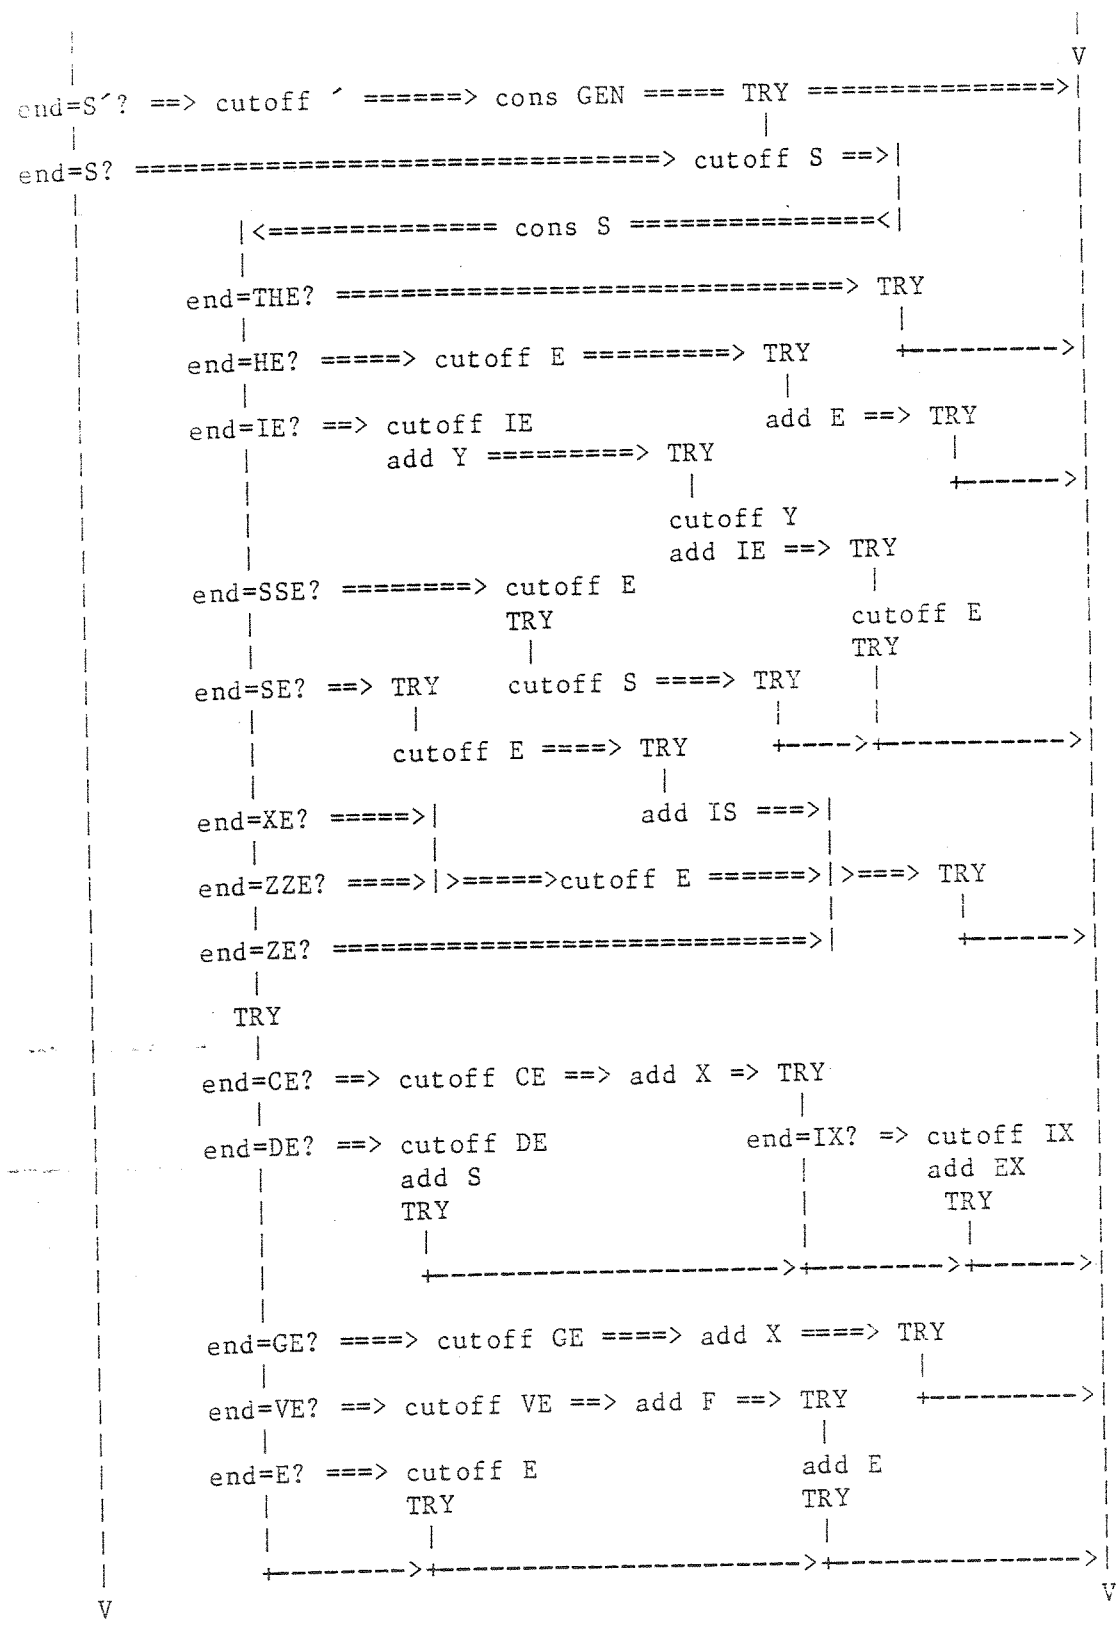 V
end=S´? ==> cutoff ´ ======> cons GEN ===== TRY ===============>|
end=S? ================================> cutoff S ==>|
|<============== cons S ===============<|
end=THE? ===============================> TRY
end=HE? =====> cutoff E =========> TRY +--------->|
end=IE? ==> cutoff IE add E ==> TRY
add Y =========> TRY
+------>|
cutoff Y
add IE ==> TRY
end=SSE? ========> cutoff E
TRY cutoff E
TRY
end=SE? ==> TRY cutoff S ====> TRY
cutoff E ====> TRY +---->+------------>|
end=XE? =====>| add IS ===>|
end=ZZE? ====>|>=====>cutoff E ======>|>===> TRY
end=ZE? =============================>| +------>|
TRY
end=CE? ==> cutoff CE ==> add X => TRY
end=DE? ==> cutoff DE end=IX? => cutoff IX
add S add EX
TRY TRY
+---------------------->+-------->+------>|
end=GE? ====> cutoff GE ====> add X ====> TRY
end=VE? ==> cutoff VE ==> add F ==> TRY +--------->|
end=E? ===> cutoff E add E
TRY TRY
+-------->+----------------------->+--------------->|
V V